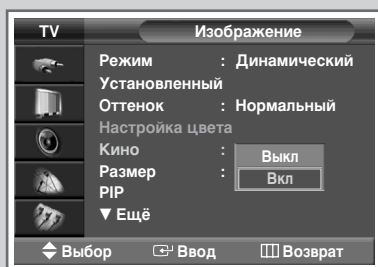 TV Изображение
Режим : Динамический
Установленный
Оттенок : Нормальный
Настройка цвета
Кино : Выкл
Размер : Вкл
PIP
▼ Ещё
Выбор Ввод Возврат